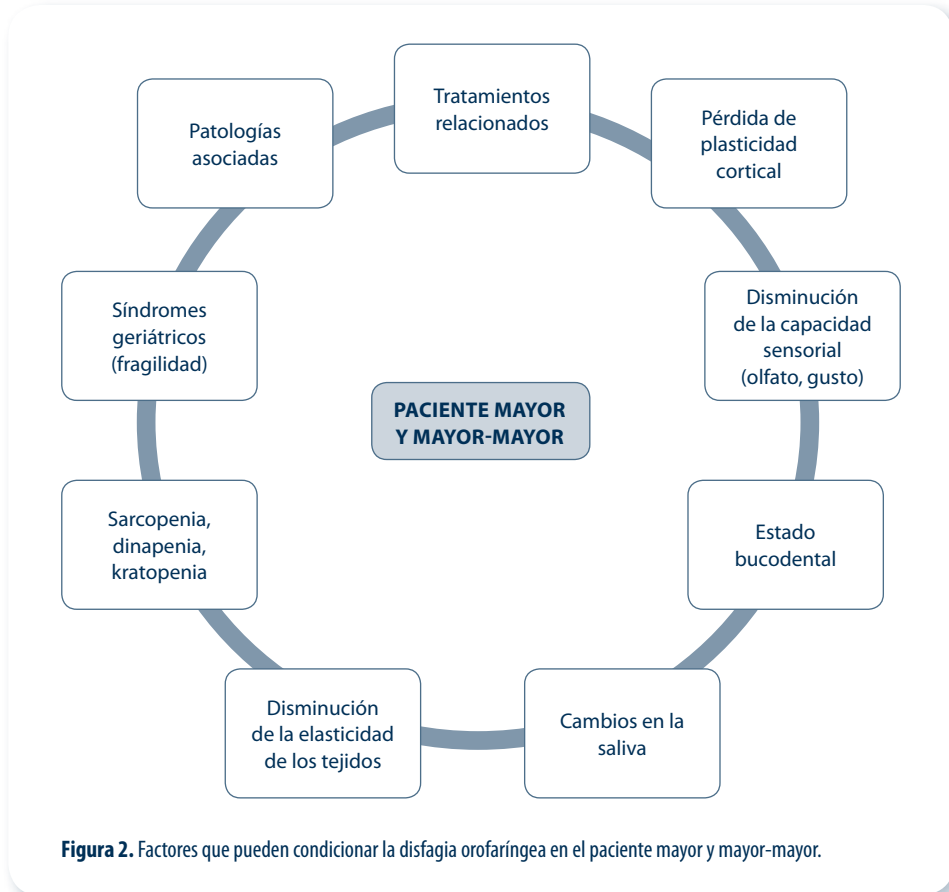 Tratamientos
relacionados
Pérdida de
plasticidad
cortical
Disminución
de la capacidad
sensorial
(olfato, gusto)
Estado
bucodental
Cambios en la
saliva
Disminución
de la elasticidad
de los tejidos
Sarcopenia,
dinapenia,
kratopenia
Síndromes
geriátricos
(fragilidad)
Patologías
asociadas
PACIENTE MAYOR
Y MAYOR-MAYOR
Figura 2. Factores que pueden condicionar la disfagia orofaríngea en el paciente mayor y mayor-mayor.